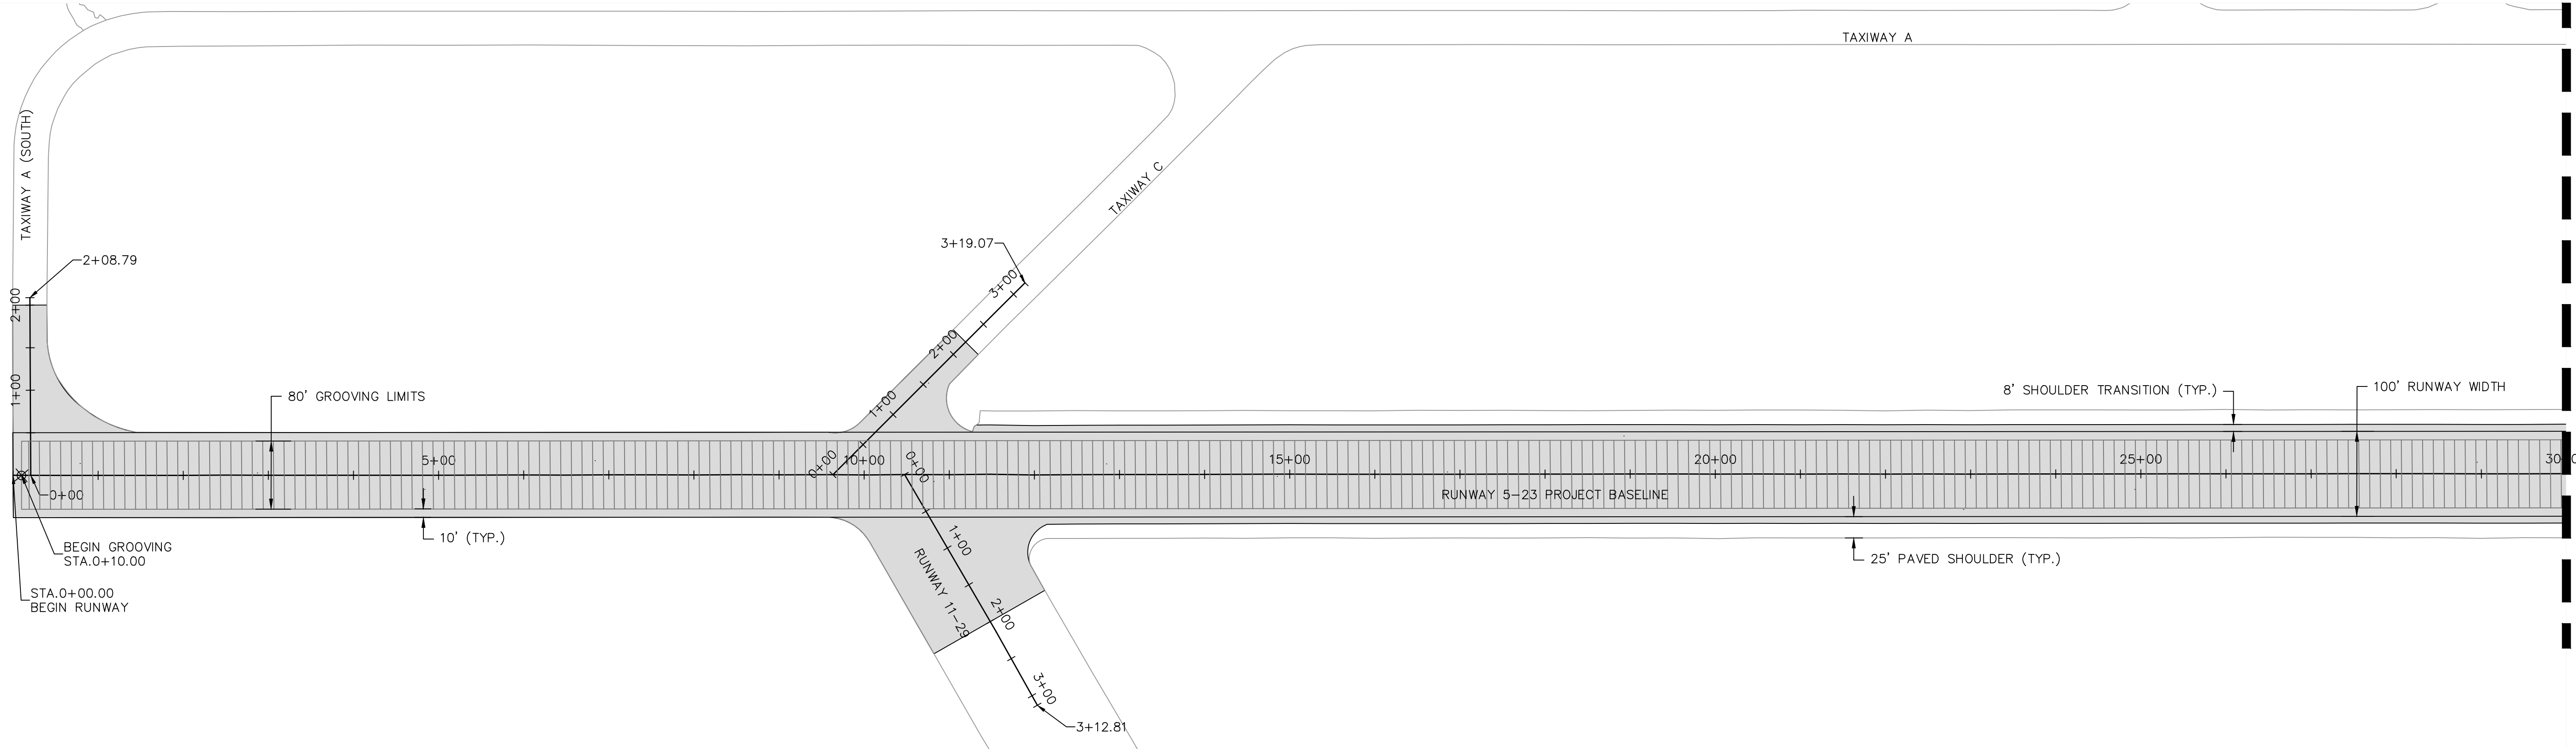 TAXIWAY A
TAXIWAY A (SOUTH)
TAXIWAY C
2+08.79
3+19.07
2+00
1+00
0+00
3+00
2+00
1+00
0+00
80' GROOVING LIMITS
8' SHOULDER TRANSITION (TYP.)
100' RUNWAY WIDTH
5+00
10+00
15+00
20+00
25+00
30+0
0+00
RUNWAY 5-23 PROJECT BASELINE
10' (TYP.)
BEGIN GROOVING
STA.0+10.00
STA.0+00.00
BEGIN RUNWAY
25' PAVED SHOULDER (TYP.)
1+00
RUNWAY 11-29
2+00
3+00
3+12.81